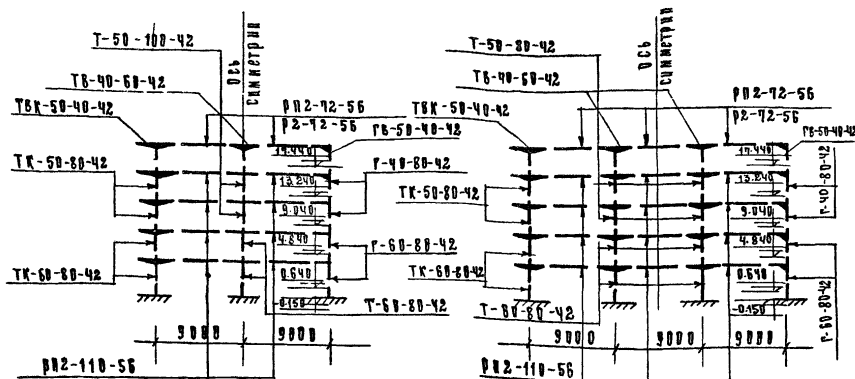 Т-50-100-42
ОСЬ
СИММЕТРИИ
ТВ-40-60-42
ТВК-50-40-42
РП2-72-56
Р2-72-56
ГВ-50-40-42
17.440
ТК-50-80-42
Г-40-80-42
13.240
9.040
4.840
ТК-60-80-42
Г-60-80-42
0.640
-0.150
Т-60-80-42
9000
9000
РП2-110-56
Т-50-80-42
ОСЬ
СИММЕТРИИ
ТВ-40-60-42
ТВК-50-40-42
РП2-72-56
Р2-72-56
ГВ-50-40-42
17.440
13.240
Г-40-80-42
ТК-50-80-42
9.040
4.840
ТК-60-80-42
0.640
-0.150
Г-60-80-42
9000
9000
9000
РП2-110-56